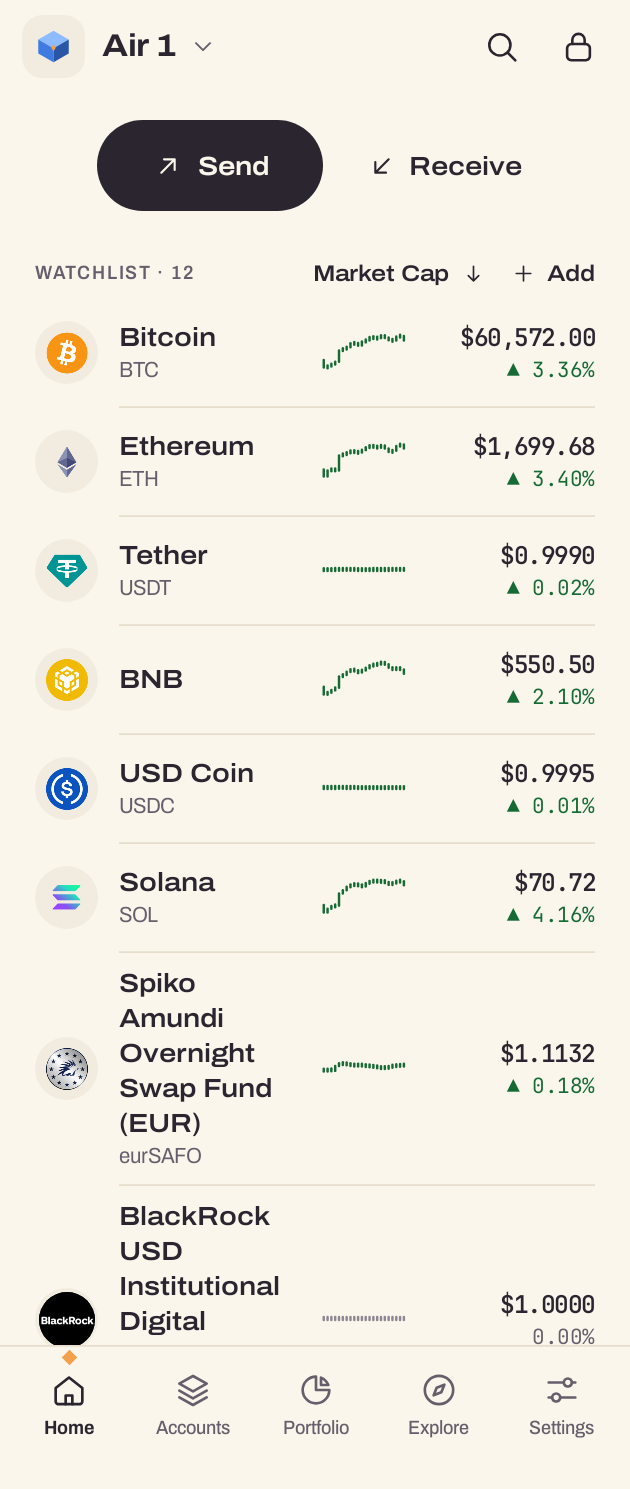 Air 1
Send Receive
WATCHLIST · 12 Market Cap ↓ + Add
Bitcoin $60,572.00
BTC ▲ 3.36%
Ethereum $1,699.68
ETH ▲ 3.40%
Tether $0.9990
USDT ▲ 0.02%
BNB $550.50
▲ 2.10%
USD Coin $0.9995
USDC ▲ 0.01%
Solana $70.72
SOL ▲ 4.16%
Spiko
Amundi
Overnight
Swap Fund
(EUR)
eurSAFO
$1.1132
▲ 0.18%
BlackRock
USD
Institutional
Digital
BlackRock
$1.0000
0.00%
Home Accounts Portfolio Explore Settings